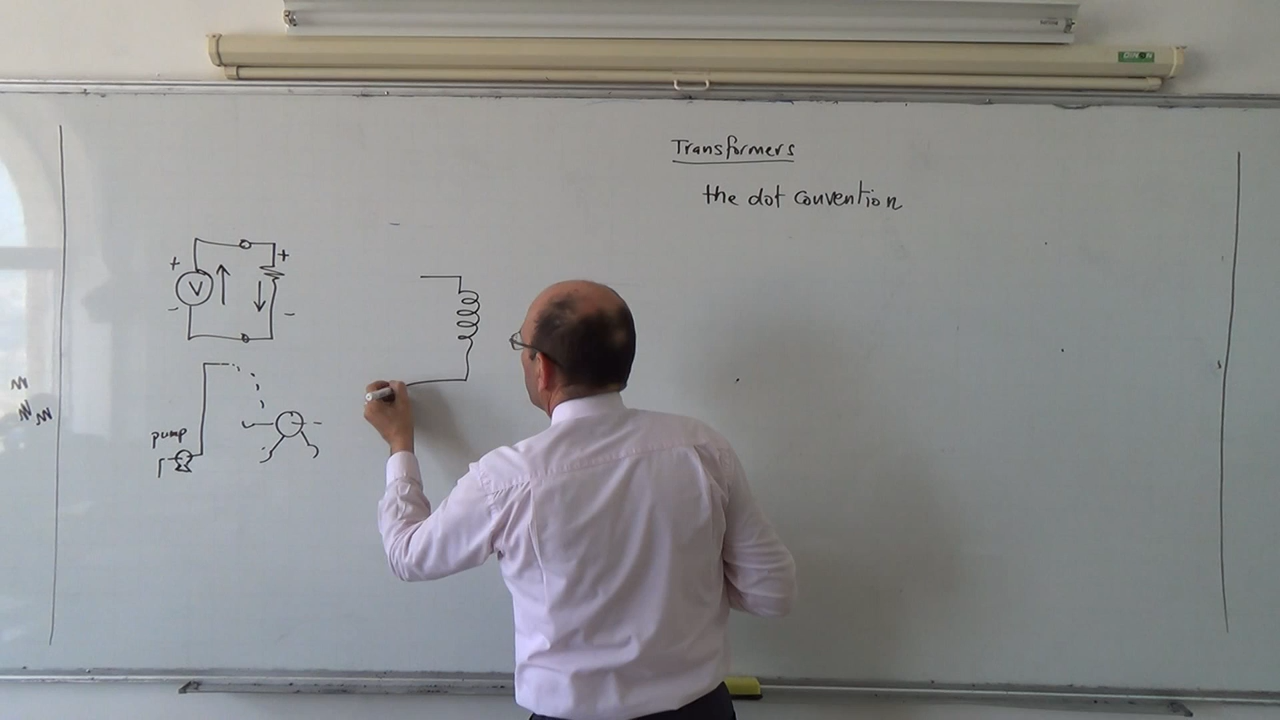 Transformers
the dot convention
+ +
V
- -
pump